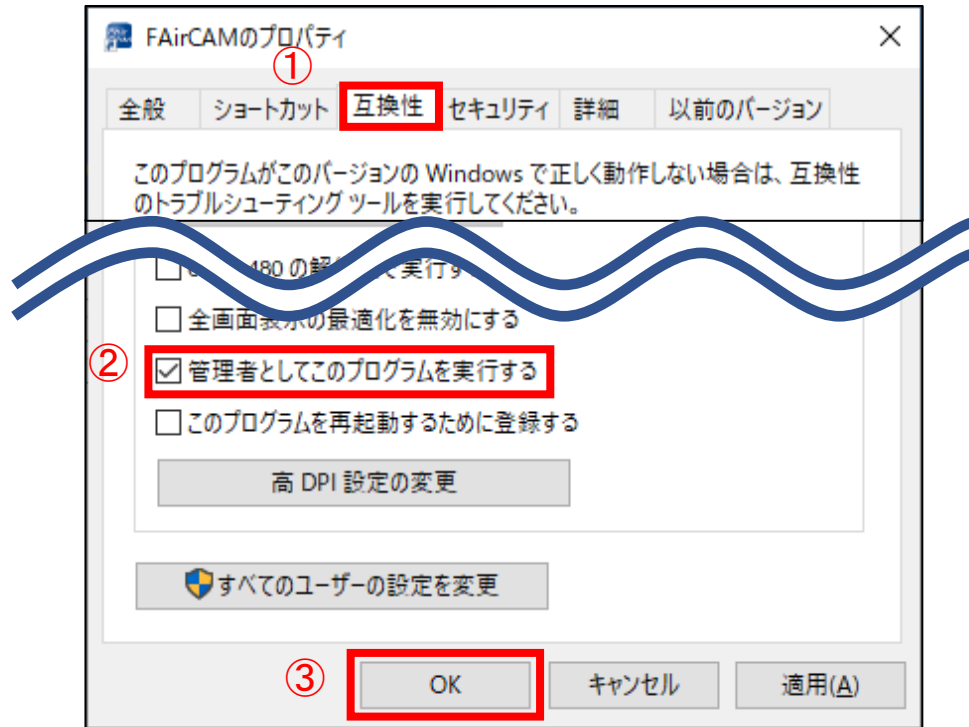 FAirCAMのプロパティ
①
全般 ショートカット 互換性 セキュリティ 詳細 以前のバージョン
このプログラムがこのバージョンの Windows で正しく動作しない場合は、互換性
のトラブルシューティング ツールを実行してください。
480 の解 で実行す
全画面表示の最適化を無効にする
② 管理者としてこのプログラムを実行する
このプログラムを再起動するために登録する
高 DPI 設定の変更
すべてのユーザーの設定を変更
③ OK キャンセル 適用(A)